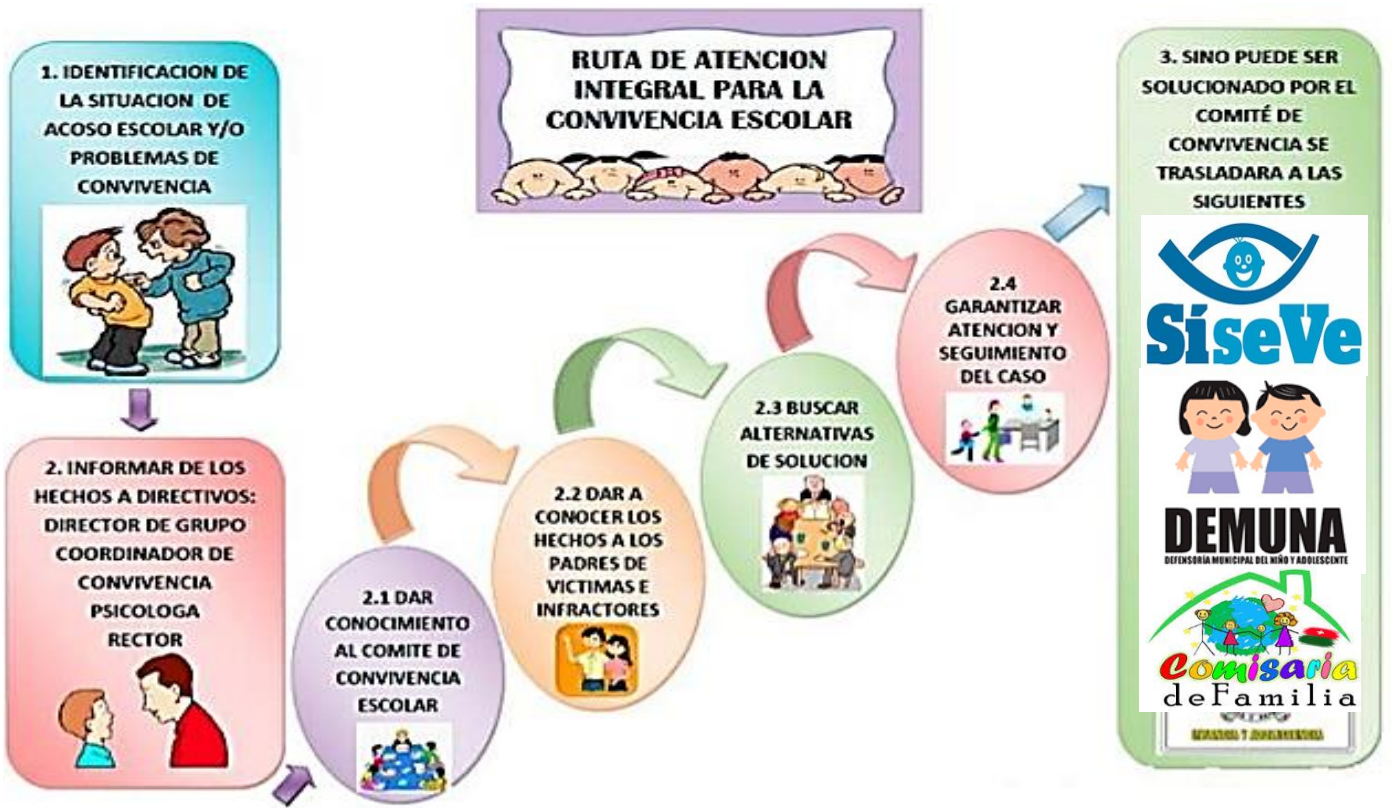 RUTA DE ATENCION
INTEGRAL PARA LA
CONVIVENCIA ESCOLAR
1. IDENTIFICACION DE
LA SITUACION DE
ACOSO ESCOLAR Y/O
PROBLEMAS DE
CONVIVENCIA
2. INFORMAR DE LOS
HECHOS A DIRECTIVOS:
DIRECTOR DE GRUPO
COORDINADOR DE
CONVIVENCIA
PSICOLOGA
RECTOR
2.1 DAR
CONOCIMIENTO
AL COMITE DE
CONVIVENCIA
ESCOLAR
2.2 DAR A
CONOCER LOS
HECHOS A LOS
PADRES DE
VICTIMAS E
INFRACTORES
2.3 BUSCAR
ALTERNATIVAS
DE SOLUCION
2.4
GARANTIZAR
ATENCION Y
SEGUIMIENTO
DEL CASO
3. SINO PUEDE SER
SOLUCIONADO POR EL
COMITÉ DE
CONVIVENCIA SE
TRASLADARA A LAS
SIGUIENTES
SíseVe
DEMUNA
DEFENSORÍA MUNICIPAL DEL NIÑO Y ADOLESCENTE
Comisaria
deFamilia
INFANCIA Y ADOLESCENCIA